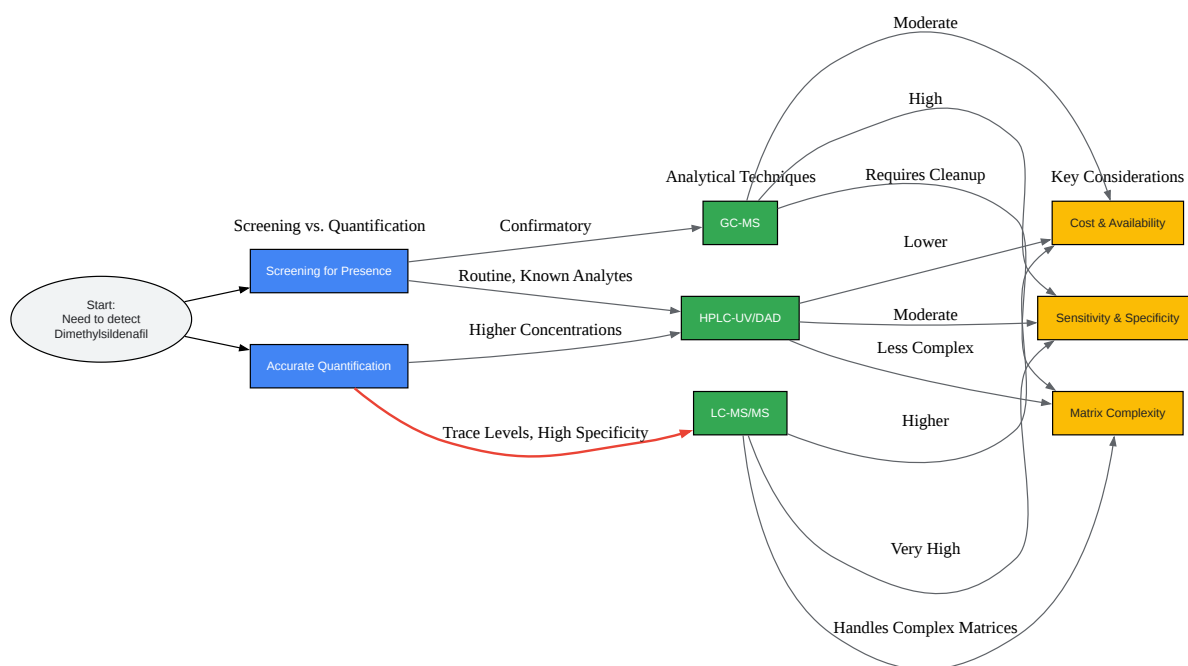 Moderate
High
Analytical Techniques
Requires Cleanup
Key Considerations
GC-MS
Cost & Availability
Screening vs. Quantification
Confirmatory
Lower
Screening for Presence
Routine, Known Analytes
Start:
Need to detect
Dimethylsildenafil
HPLC-UV/DAD
Moderate
Sensitivity & Specificity
Higher Concentrations
Less Complex
Accurate Quantification
LC-MS/MS
Matrix Complexity
Trace Levels, High Specificity
Higher
Very High
Handles Complex Matrices